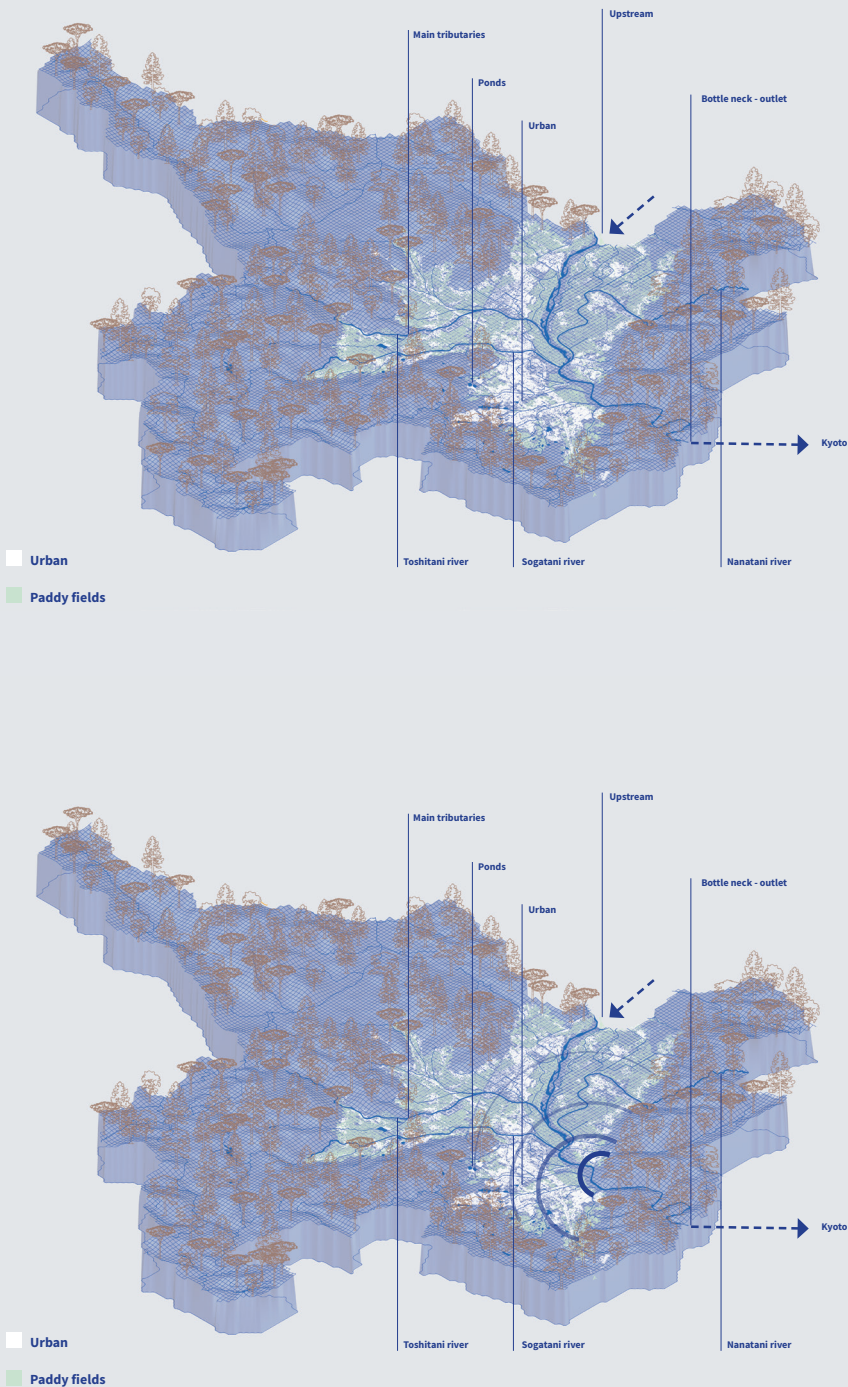 Upstream
Main tributaries
Ponds
Bottle neck - outlet
Urban
Kyoto
Toshitani river
Sogatani river
Nanatani river
Urban
Paddy fields
Upstream
Main tributaries
Ponds
Bottle neck - outlet
Urban
Kyoto
Toshitani river
Sogatani river
Nanatani river
Urban
Paddy fields